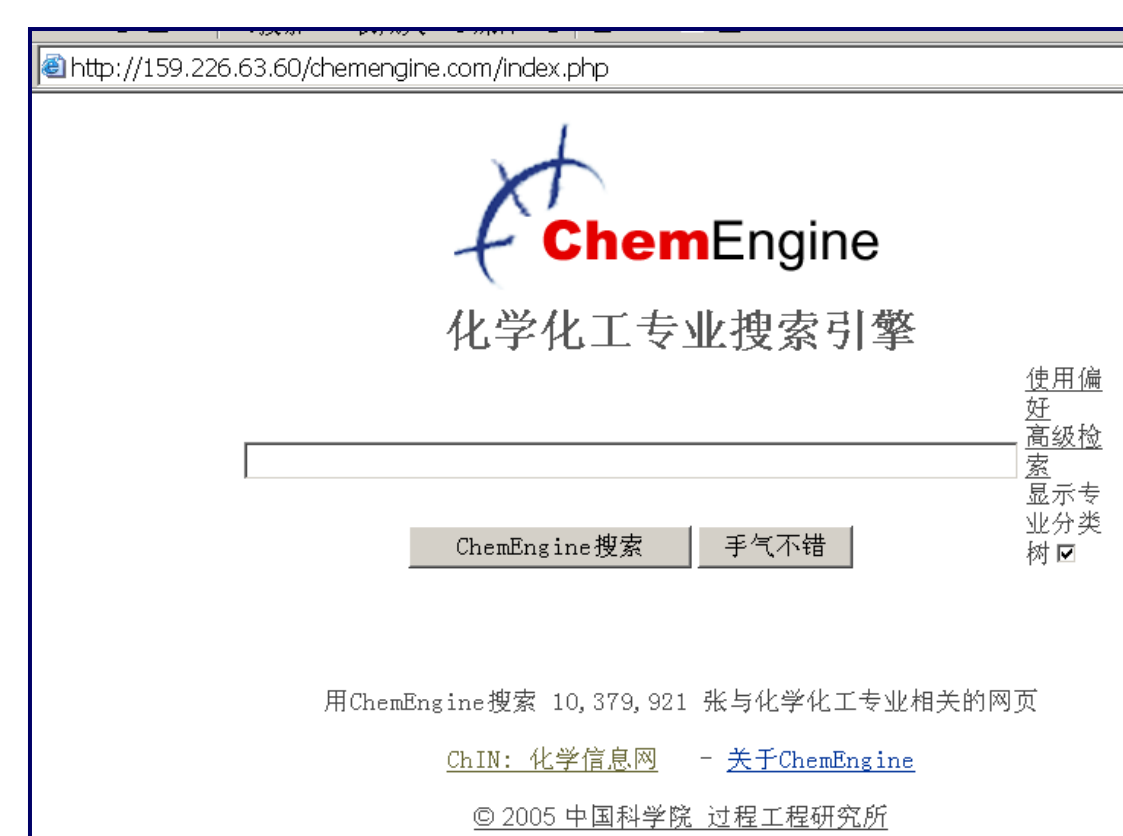 http://159.226.63.60/chemengine.com/index.php
ChemEngine
化学化工专业搜索引擎
使用偏
好
高级检
索
显示专
业分类
树
ChemEngine搜索 手气不错
用ChemEngine搜索 10,379,921 张与化学化工专业相关的网页
ChIN: 化学信息网 - 关于ChemEngine
© 2005 中国科学院 过程工程研究所